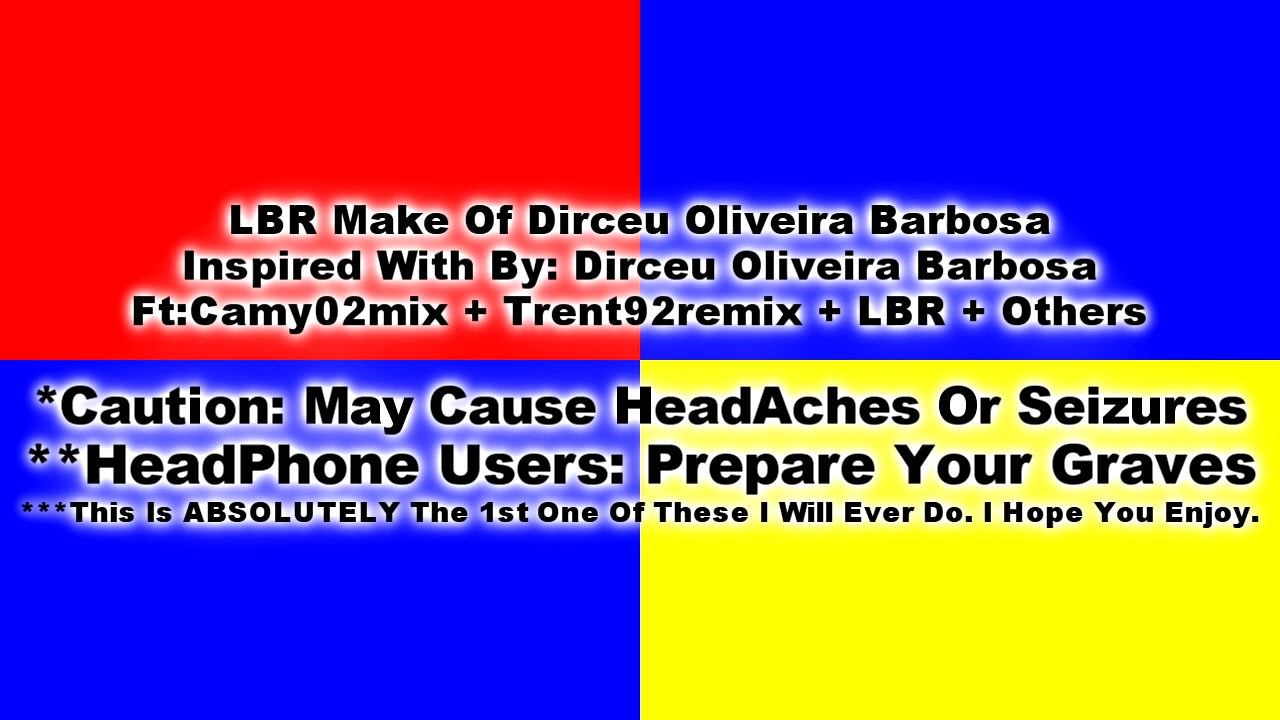 LBR Make Of Dirceu Oliveira Barbosa
Inspired With By: Dirceu Oliveira Barbosa
Ft:Camy02mix + Trent92remix + LBR + Others
*Caution: May Cause HeadAches Or Seizures
**HeadPhone Users: Prepare Your Graves
***This Is ABSOLUTELY The 1st One Of These I Will Ever Do. I Hope You Enjoy.